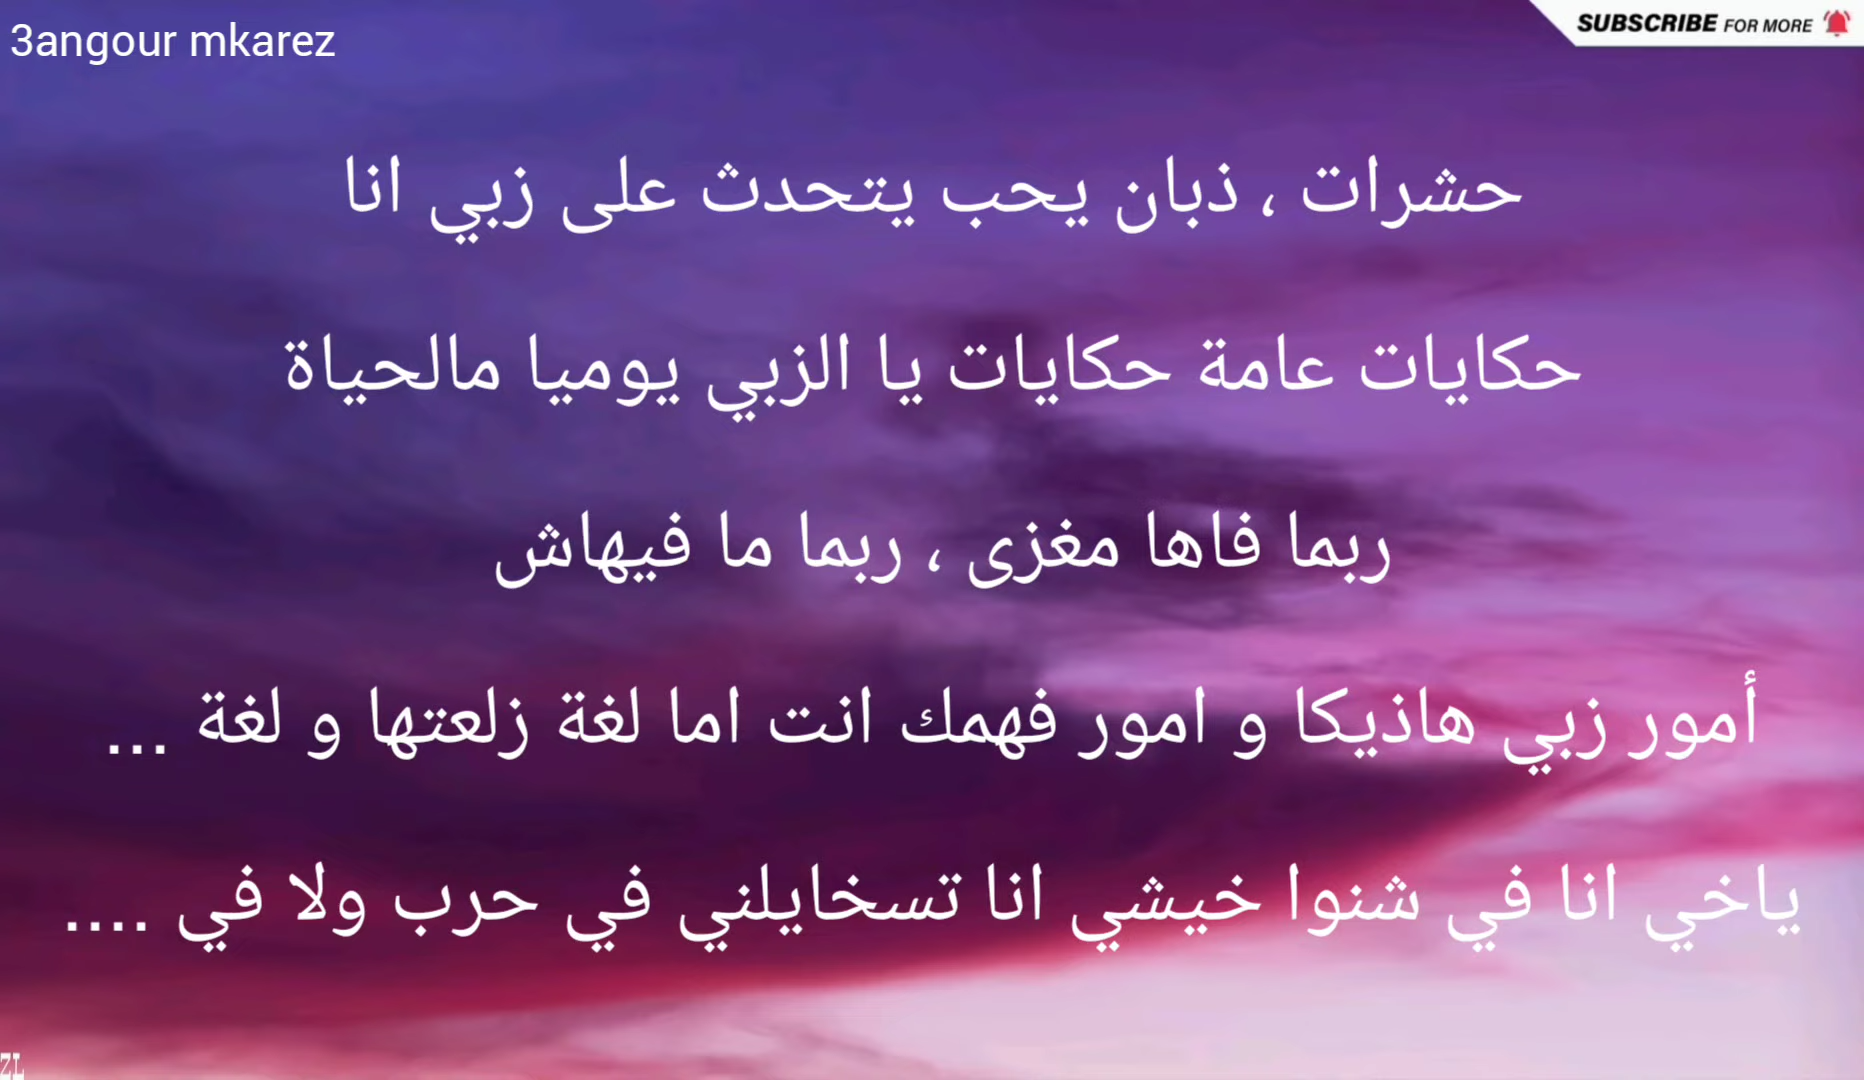 3angour mkarez
SUBSCRIBE FOR MORE
حشرات ، ذبان يحب يتحدث على زبي انا
حكايات عامة حكايات يا الزبي يوميا مالحياة
ربما فاها مغزى ، ربما ما فيهاش
أمور زبي هاذيكا و امور فهمك انت اما لغة زلعتها و لغة ...
ياخي انا في شنوا خيشي انا تسخايلني في حرب ولا في ....
ZL